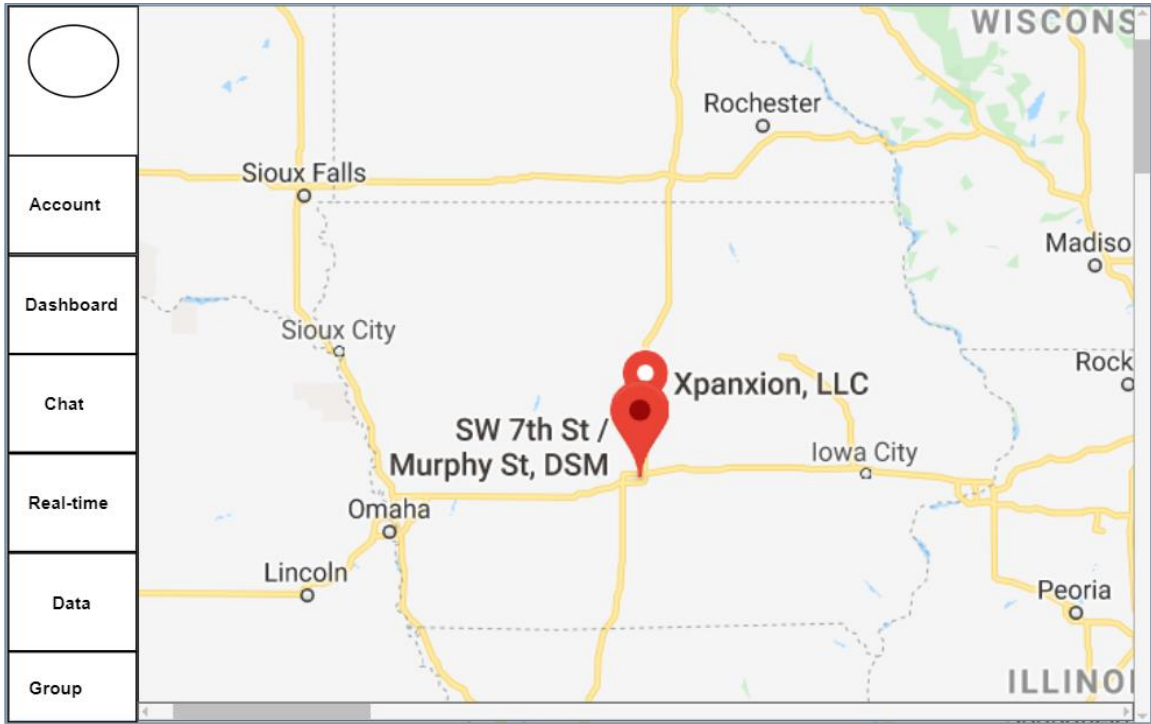 Account
Dashboard
Chat
Real-time
Data
Group
WISCONS
Rochester
Sioux Falls
Madiso
Sioux City
Rock
Xpanxion, LLC
SW 7th St /
Murphy St, DSM
Iowa City
Omaha
Lincoln
Peoria
ILLINO